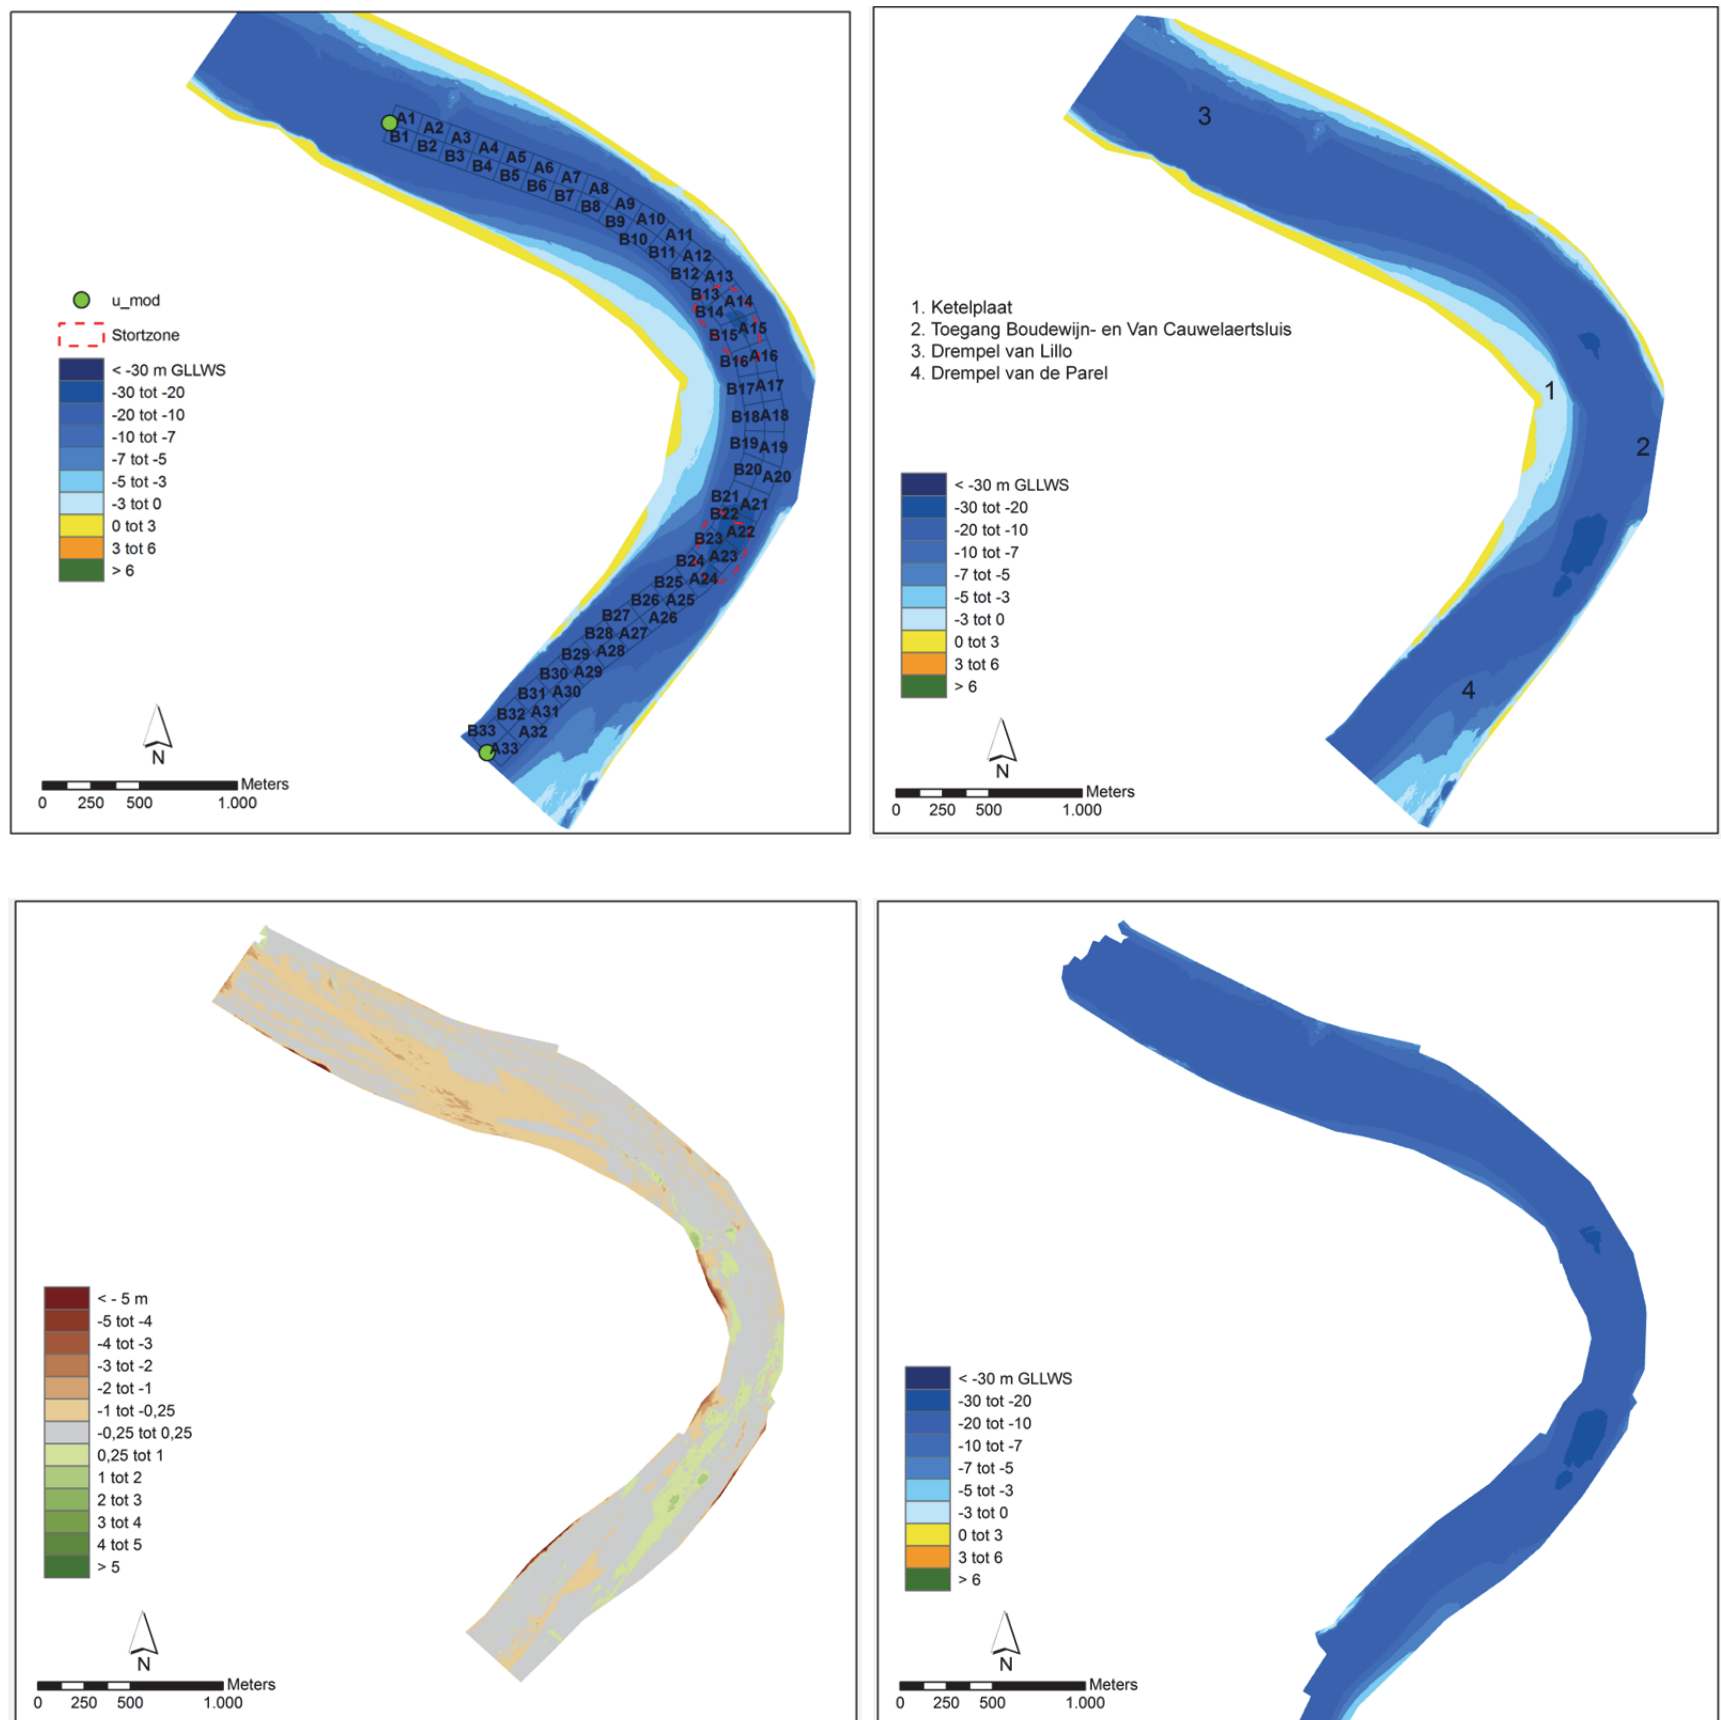 A1
B1
A2
B2
A3
B3
A4
B4
A5
B5
A6
B6
A7
B7
A8
B8
A9
B9
A10
B10
A11
B11
A12
B12
A13
B13
A14
B14
A15
B15
A16
B16
B17A17
B18A18
B19A19
B20
A20
B21
A21
B22
A22
B23
A23
B24
A24
B25
A25
B26
A26
B27
A27
B28
A28
B29
A29
B30
A30
B31
A31
B32
A32
B33
A33
u_mod
Stortzone
< -30 m GLLWS
-30 tot -20
-20 tot -10
-10 tot -7
-7 tot -5
-5 tot -3
-3 tot 0
0 tot 3
3 tot 6
> 6
N
Meters
0 250 500 1.000
3
1
2
4
1. Ketelplaat
2. Toegang Boudewijn- en Van Cauwelaertsluis
3. Drempel van Lillo
4. Drempel van de Parel
< -30 m GLLWS
-30 tot -20
-20 tot -10
-10 tot -7
-7 tot -5
-5 tot -3
-3 tot 0
0 tot 3
3 tot 6
> 6
N
Meters
0 250 500 1.000
< - 5 m
-5 tot -4
-4 tot -3
-3 tot -2
-2 tot -1
-1 tot -0,25
-0,25 tot 0,25
0,25 tot 1
1 tot 2
2 tot 3
3 tot 4
4 tot 5
> 5
N
Meters
0 250 500 1.000
< -30 m GLLWS
-30 tot -20
-20 tot -10
-10 tot -7
-7 tot -5
-5 tot -3
-3 tot 0
0 tot 3
3 tot 6
> 6
N
Meters
0 250 500 1.000